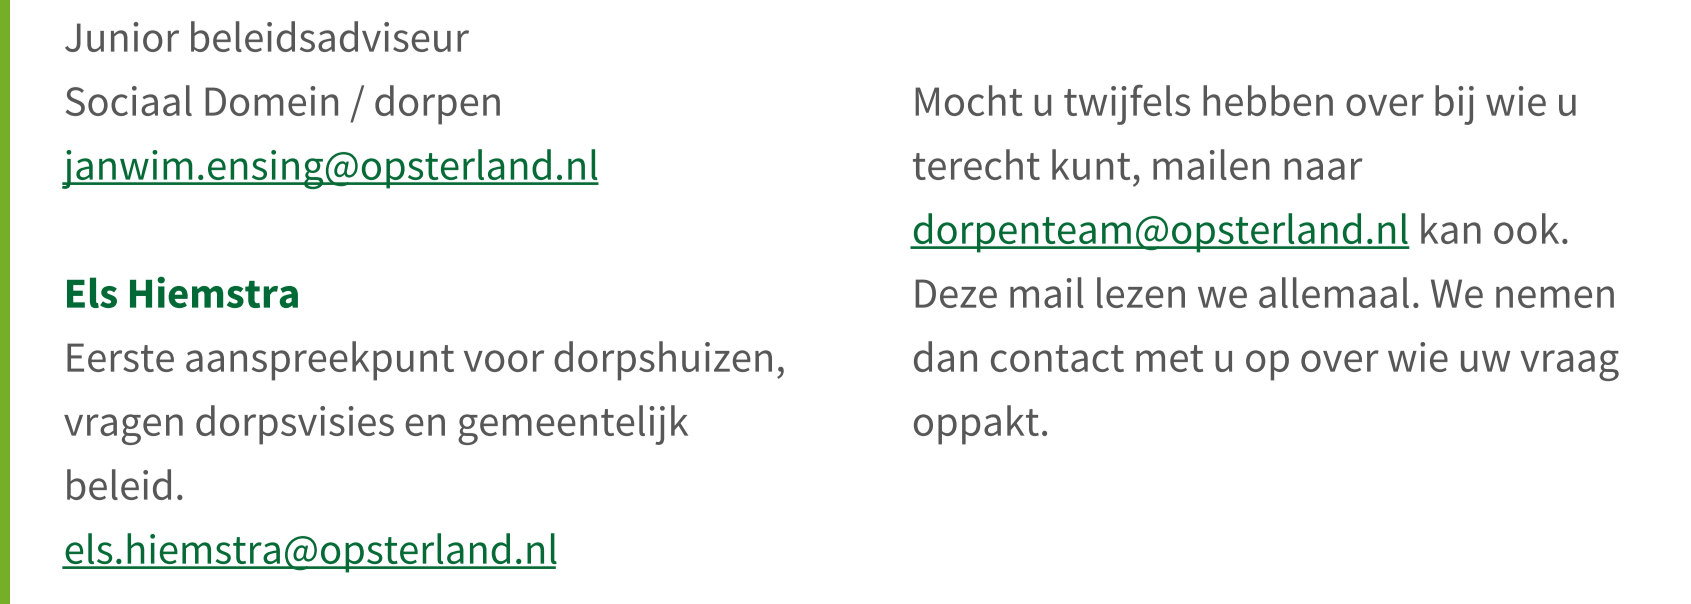 Junior beleidsadviseur
Sociaal Domein / dorpen
janwim.ensing@opsterland.nl
Els Hiemstra
Eerste aanspreekpunt voor dorpshuizen,
vragen dorpsvisies en gemeentelijk
beleid.
els.hiemstra@opsterland.nl
Mocht u twijfels hebben over bij wie u
terecht kunt, mailen naar
dorpenteam@opsterland.nl kan ook.
Deze mail lezen we allemaal. We nemen
dan contact met u op over wie uw vraag
oppakt.